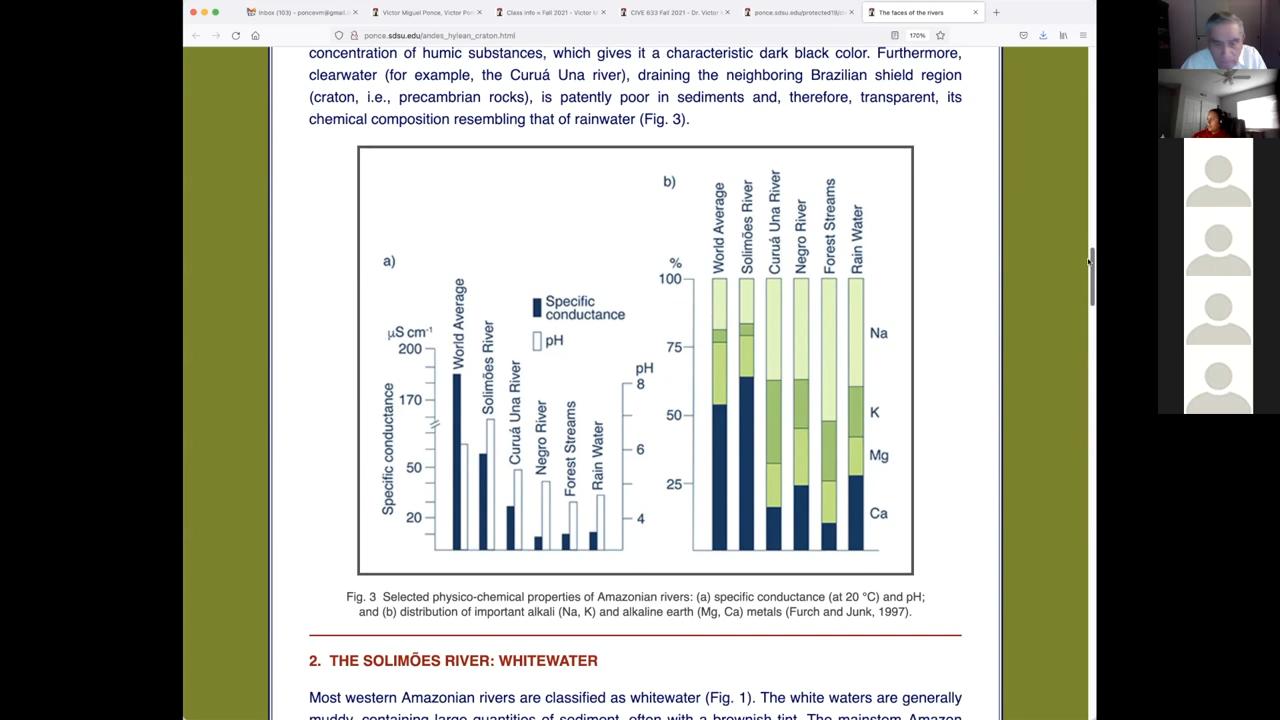 Inbox (103) - poncevm@gmail.
Victor Miguel Ponce, Victor Pon
Class info = Fall 2021 - Victor M
CIVE 633 Fall 2021 - Dr. Victor
ponce.sdsu.edu/protected19/
The faces of the rivers
ponce.sdsu.edu/andes_hylean_craton.html
170%
concentration of humic substances, which gives it a characteristic dark black color. Furthermore,
clearwater (for example, the Curuá Una river), draining the neighboring Brazilian shield region
(craton, i.e., precambrian rocks), is patently poor in sediments and, therefore, transparent, its
chemical composition resembling that of rainwater (Fig. 3).
a)
World Average
Solimões River
Curuá Una River
Negro River
Forest Streams
Rain Water
Specific
conductance
pH
µS cm-1
200
170
50
20
Specific conductance
pH
8
6
4
b)
World Average
Solimões River
Curuá Una River
Negro River
Forest Streams
Rain Water
%
100
75
50
25
Na
K
Mg
Ca
Fig. 3 Selected physico-chemical properties of Amazonian rivers: (a) specific conductance (at 20 °C) and pH;
and (b) distribution of important alkali (Na, K) and alkaline earth (Mg, Ca) metals (Furch and Junk, 1997).
2. THE SOLIMÕES RIVER: WHITEWATER
Most western Amazonian rivers are classified as whitewater (Fig. 1). The white waters are generally
muddy, containing large quantities of sediment, often with a brownish tint. The mainstem Amazon